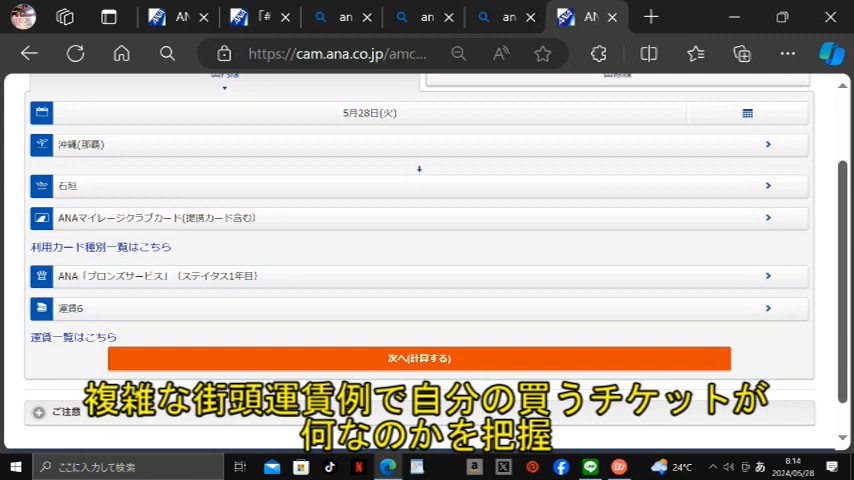 AN
「#
an
an
an
AN
https://cam.ana.co.jp/amc...
5月28日(火)
沖縄(那覇)
石垣
ANAマイレージクラブカード(提携カード含む)
利用カード種別一覧はこちら
ANA「ブロンズサービス」（ステイタス1年目）
運賃6
運賃一覧はこちら
次へ(計算する)
ご注意
複雑な街頭運賃例で自分の買うチケットが
何なのかを把握
ここに入力して検索
24°C
あ
8:14
2024/05/28